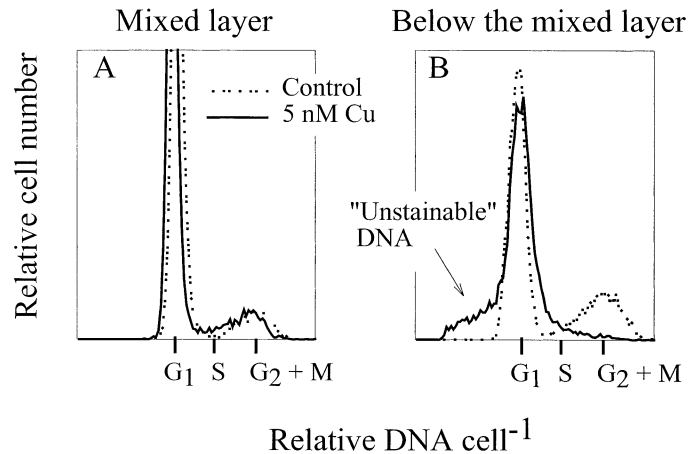 Mixed layer
Below the mixed layer
A
B
Control
5 nM Cu
"Unstainable"
DNA
Relative cell number
G1 S G2 + M
G1 S G2 + M
Relative DNA cell-1